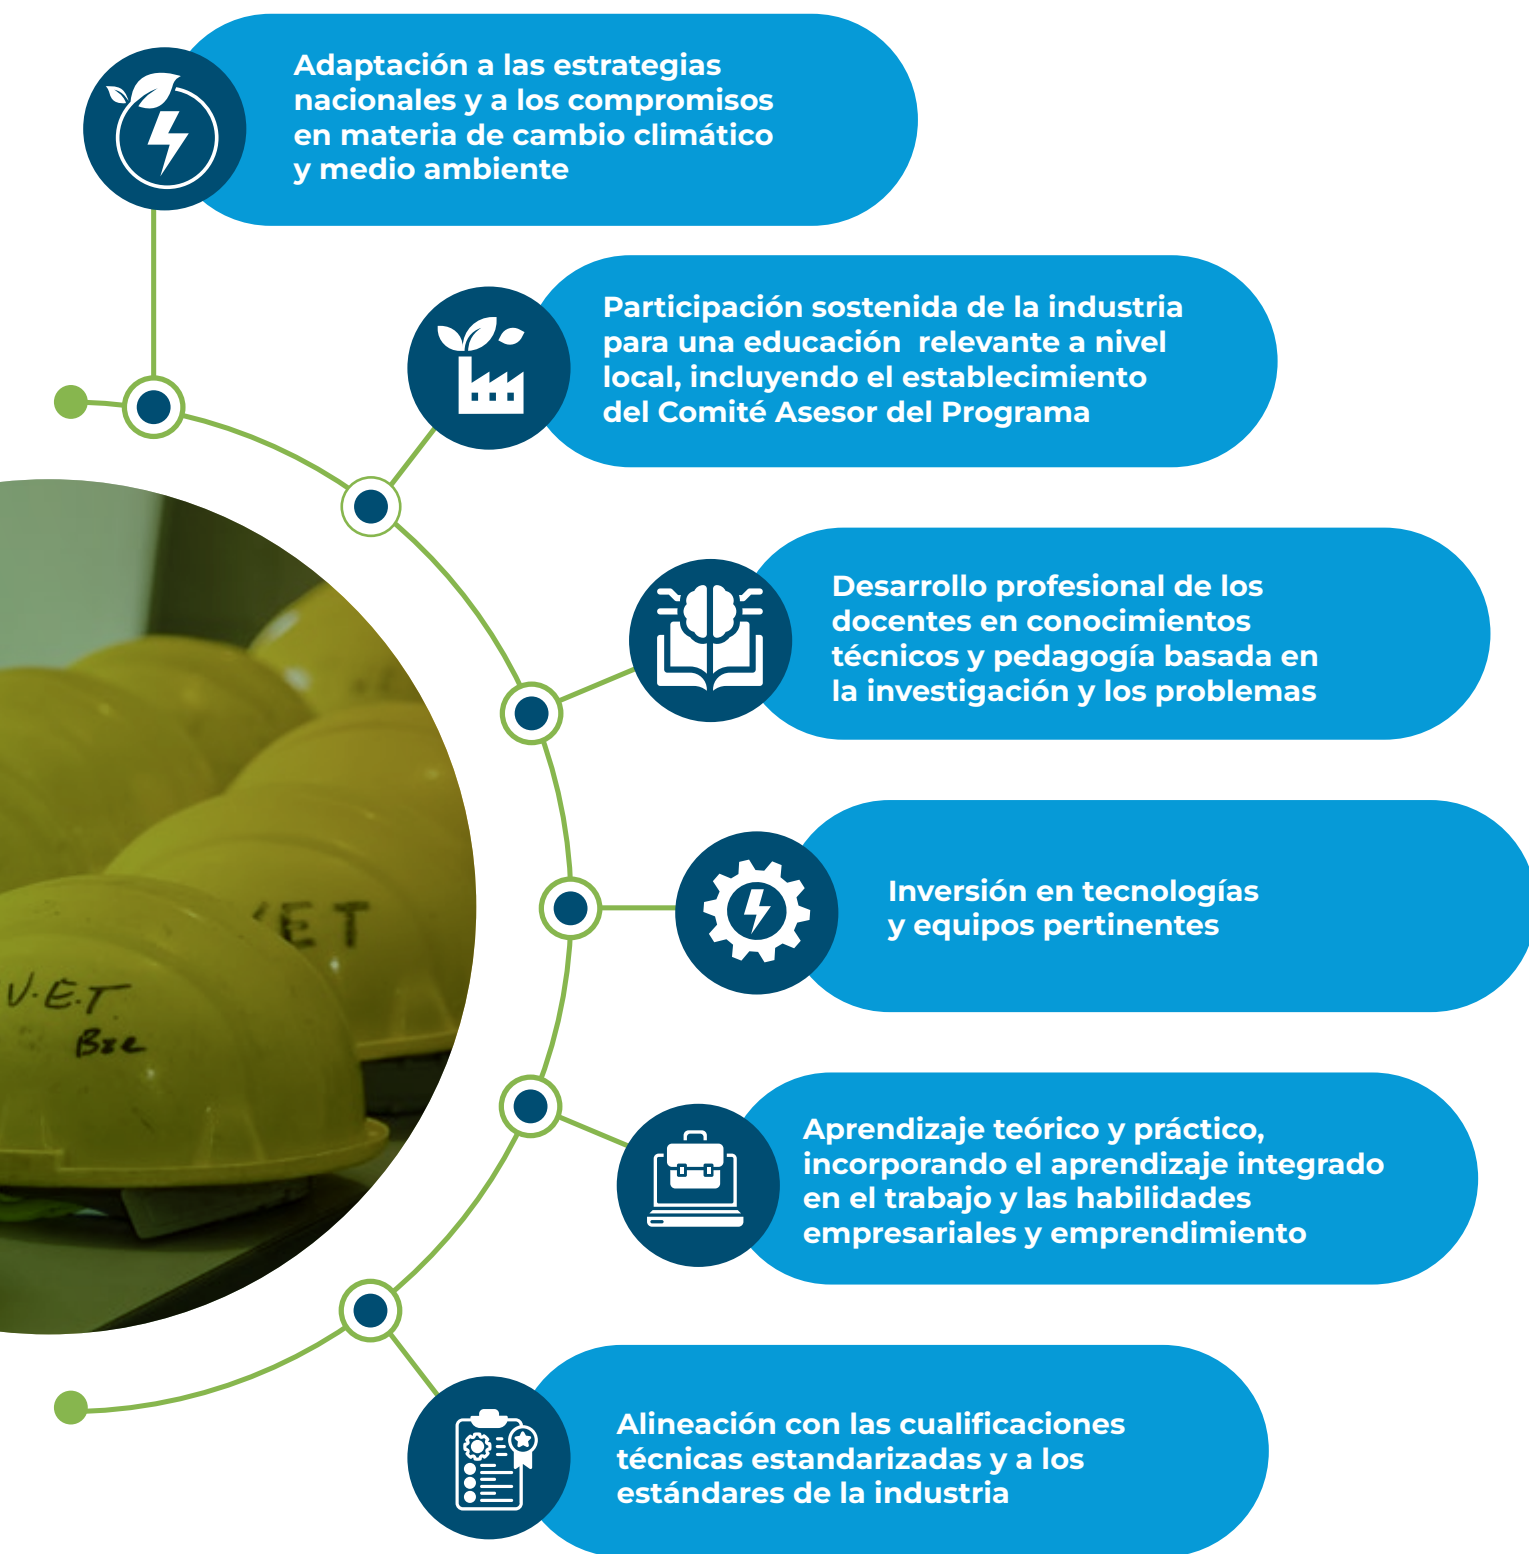 Adaptación a las estrategias
nacionales y a los compromisos
en materia de cambio climático
y medio ambiente
Participación sostenida de la industria
para una educación  relevante a nivel
local, incluyendo el establecimiento
del Comité Asesor del Programa
Desarrollo profesional de los
docentes en conocimientos
técnicos y pedagogía basada en
la investigación y los problemas
Inversión en tecnologías
y equipos pertinentes
ET
V.E.T.
Aprendizaje teórico y práctico,
incorporando el aprendizaje integrado
en el trabajo y las habilidades
empresariales y emprendimiento
Alineación con las cualificaciones
técnicas estandarizadas y a los
estándares de la industria